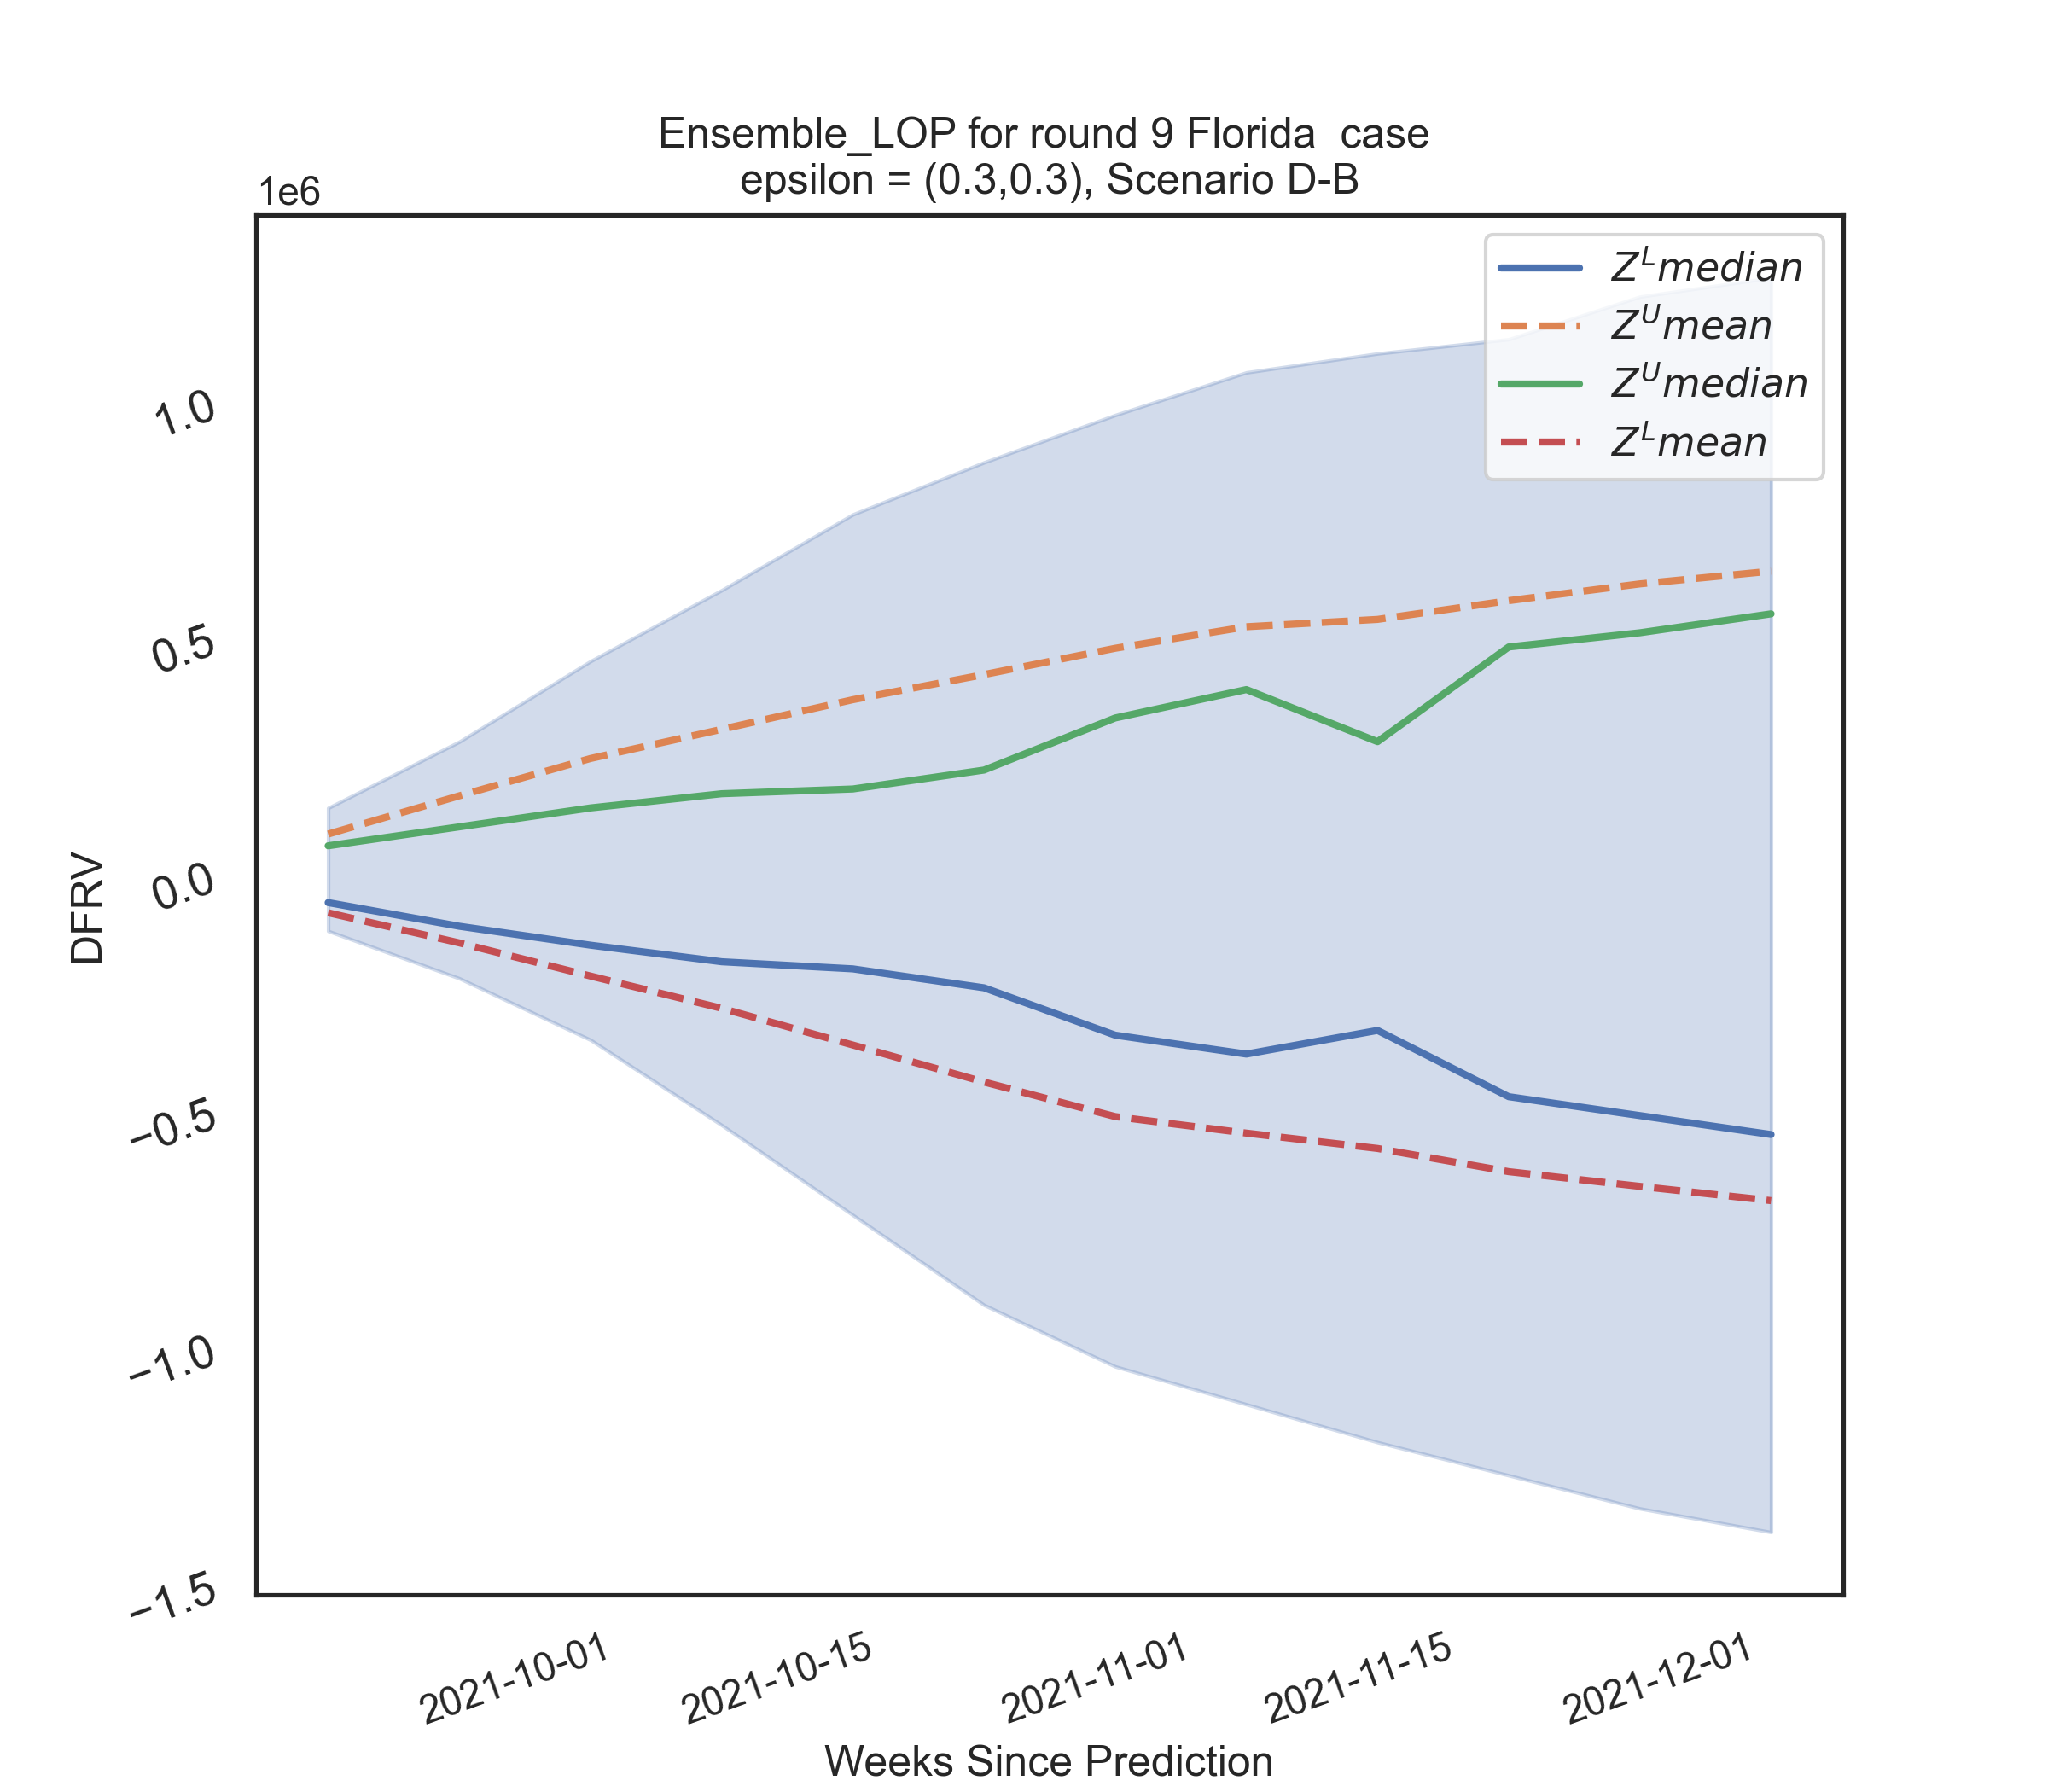 Ensemble_LOP for round 9 Florida  case
epsilon = (0.3,0.3), Scenario D-B
1e6
Z^L median
Z^U mean
Z^U median
Z^L mean
1.0
0.5
0.0
−0.5
−1.0
−1.5
DFRV
2021-10-01
2021-10-15
2021-11-01
2021-11-15
2021-12-01
Weeks Since Prediction